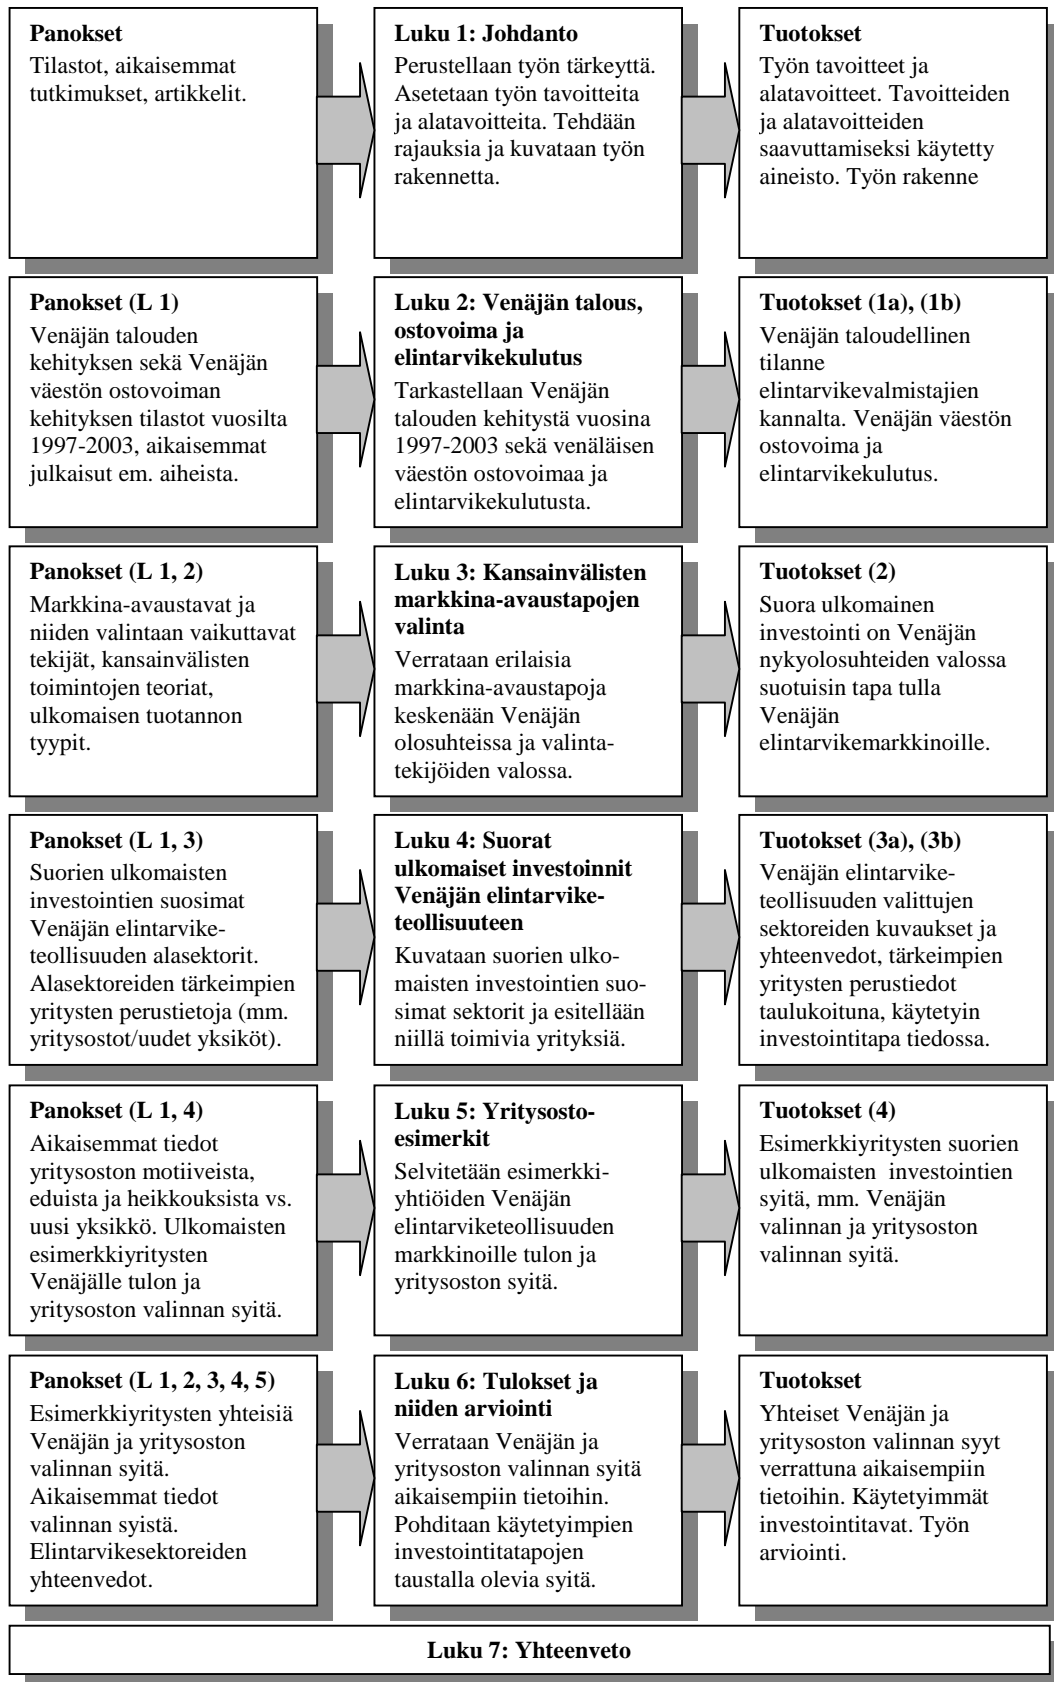 Panokset
Tilastot, aikaisemmat
tutkimukset, artikkelit.
Luku 1: Johdanto
Perustellaan työn tärkeyttä.
Asetetaan työn tavoitteita
ja alatavoitteita. Tehdään
rajauksia ja kuvataan työn
rakennetta.
Tuotokset
Työn tavoitteet ja
alatavoitteet. Tavoitteiden
ja alatavoitteiden
saavuttamiseksi käytetty
aineisto. Työn rakenne
Panokset (L 1)
Venäjän talouden
kehityksen sekä Venäjän
väestön ostovoiman
kehityksen tilastot vuosilta
1997-2003, aikaisemmat
julkaisut em. aiheista.
Luku 2: Venäjän talous,
ostovoima ja
elintarvikekulutus
Tarkastellaan Venäjän
talouden kehitystä vuosina
1997-2003 sekä venäläisen
väestön ostovoimaa ja
elintarvikekulutusta.
Tuotokset (1a), (1b)
Venäjän taloudellinen
tilanne
elintarvikevalmistajien
kannalta. Venäjän väestön
ostovoima ja
elintarvikekulutus.
Panokset (L 1, 2)
Markkina-avaustavat ja
niiden valintaan vaikuttavat
tekijät, kansainvälisten
toimintojen teoriat,
ulkomaisen tuotannon
tyypit.
Luku 3: Kansainvälisten
markkina-avaustapojen
valinta
Verrataan erilaisia
markkina-avaustapoja
keskenään Venäjän
olosuhteissa ja valinta-
tekijöiden valossa.
Tuotokset (2)
Suora ulkomainen
investointi on Venäjän
nykyolosuhteiden valossa
suotuisin tapa tulla
Venäjän
elintarvikemarkkinoille.
Panokset (L 1, 3)
Suorien ulkomaisten
investointien suosimat
Venäjän elintarvike-
teollisuuden alasektorit.
Alasektoreiden tärkeimpien
yritysten perustietoja (mm.
yritysostot/uudet yksiköt).
Luku 4: Suorat
ulkomaiset investoinnit
Venäjän elintarvike-
teollisuuteen
Kuvataan suorien ulko-
maisten investointien suo-
simat sektorit ja esitellään
niillä toimivia yrityksiä.
Tuotokset (3a), (3b)
Venäjän elintarvike-
teollisuuden valittujen
sektoreiden kuvaukset ja
yhteenvedot, tärkeimpien
yritysten perustiedot
taulukoituna, käytetyin
investointitapa tiedossa.
Panokset (L 1, 4)
Aikaisemmat tiedot
yritysoston motiiveista,
eduista ja heikkouksista vs.
uusi yksikkö. Ulkomaisten
esimerkkiyritysten
Venäjälle tulon ja
yritysoston valinnan syitä.
Luku 5: Yritysosto-
esimerkit
Selvitetään esimerkki-
yhtiöiden Venäjän
elintarviketeollisuuden
markkinoille tulon ja
yritysoston syitä.
Tuotokset (4)
Esimerkkiyritysten suorien
ulkomaisten  investointien
syitä, mm. Venäjän
valinnan ja yritysoston
valinnan syitä.
Panokset (L 1, 2, 3, 4, 5)
Esimerkkiyritysten yhteisiä
Venäjän ja yritysoston
valinnan syitä.
Aikaisemmat tiedot
valinnan syistä.
Elintarvikesektoreiden
yhteenvedot.
Luku 6: Tulokset ja
niiden arviointi
Verrataan Venäjän ja
yritysoston valinnan syitä
aikaisempiin tietoihin.
Pohditaan käytetyimpien
investointitatapojen
taustalla olevia syitä.
Tuotokset
Yhteiset Venäjän ja
yritysoston valinnan syyt
verrattuna aikaisempiin
tietoihin. Käytetyimmät
investointitavat. Työn
arviointi.
Luku 7: Yhteenveto